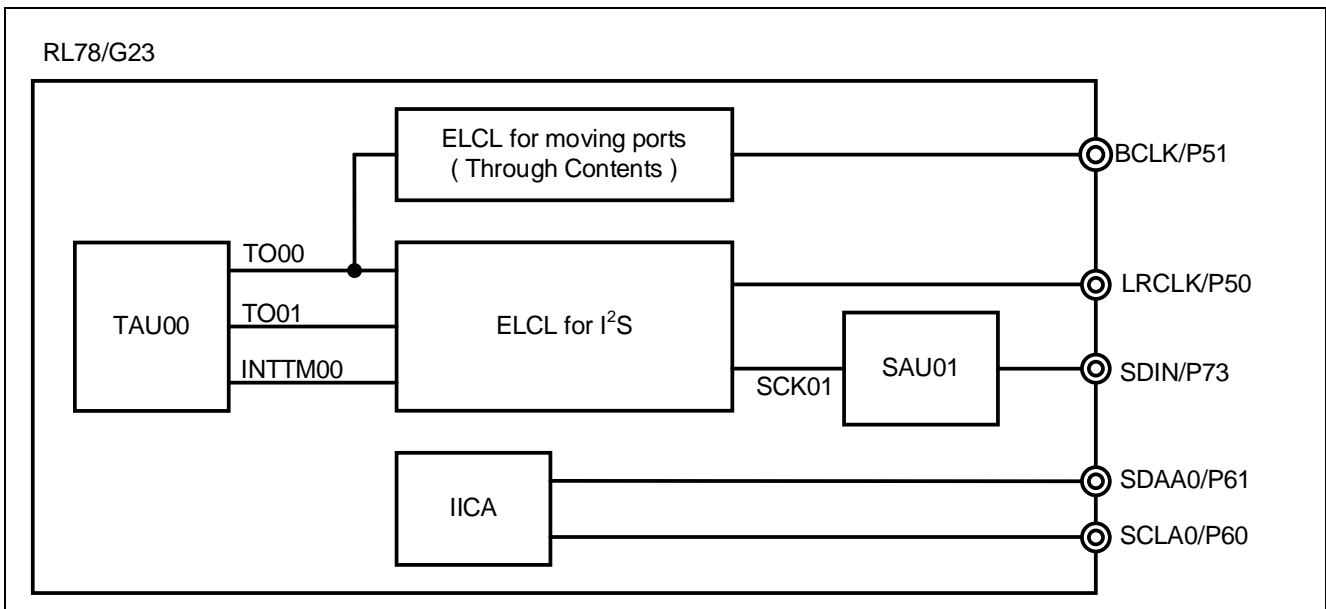 RL78/G23
ELCL for moving ports
( Through Contents )
BCLK/P51
TO00
TAU00
TO01
INTTM00
ELCL for I²S
LRCLK/P50
SCK01
SAU01
SDIN/P73
IICA
SDAA0/P61
SCLA0/P60